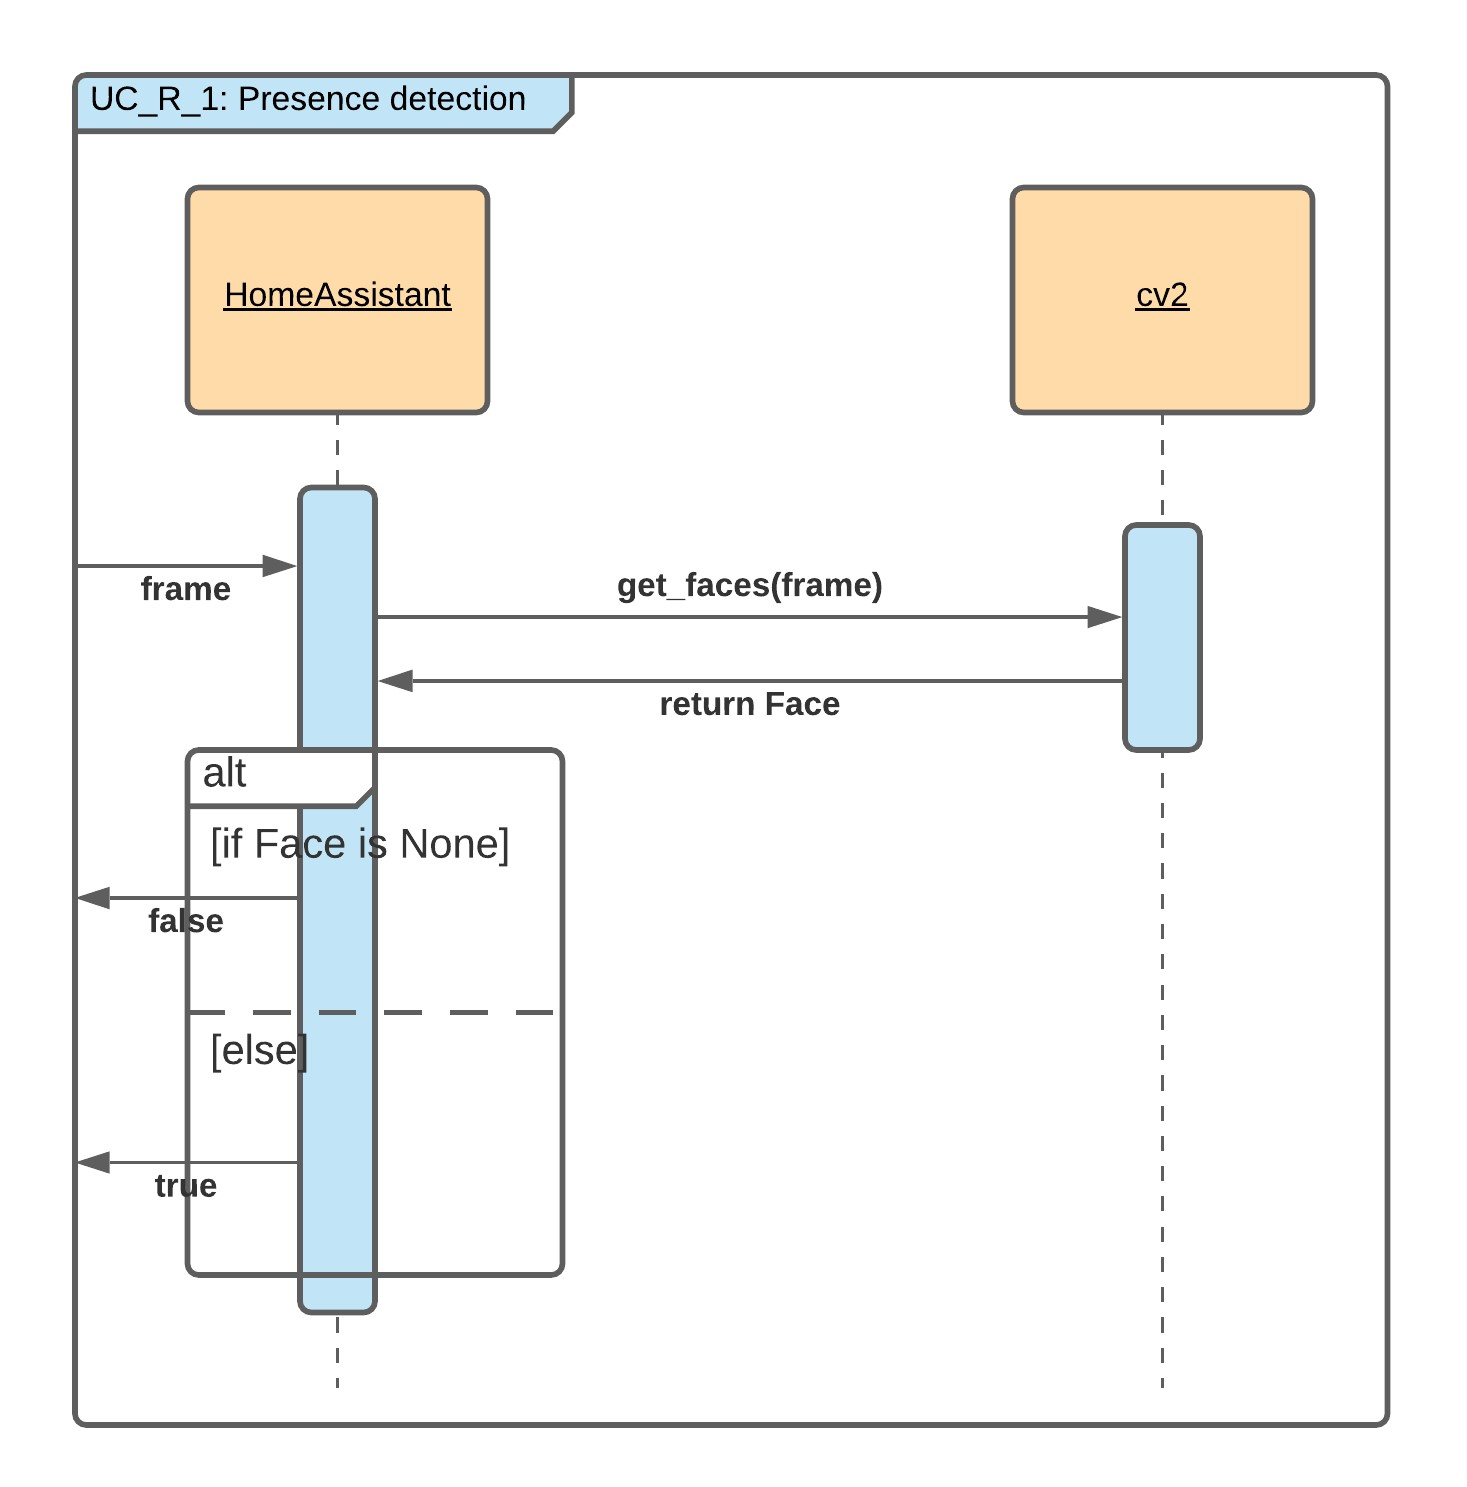 UC_R_1: Presence detection
HomeAssistant
cv2
frame
get_faces(frame)
return Face
alt
[if Face is None]
false
[else]
true